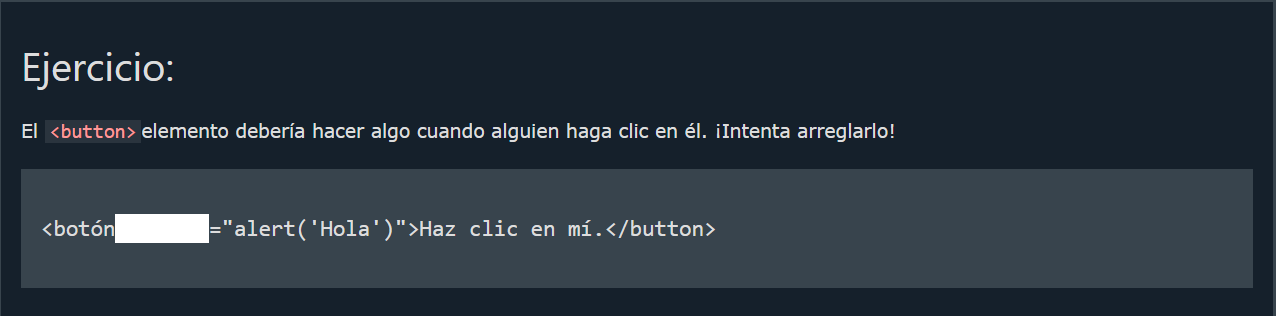 Ejercicio:
El <button> elemento debería hacer algo cuando alguien haga clic en él. ¡Intenta arreglarlo!
<botón="alert('Hola')">Haz clic en mí.</button>